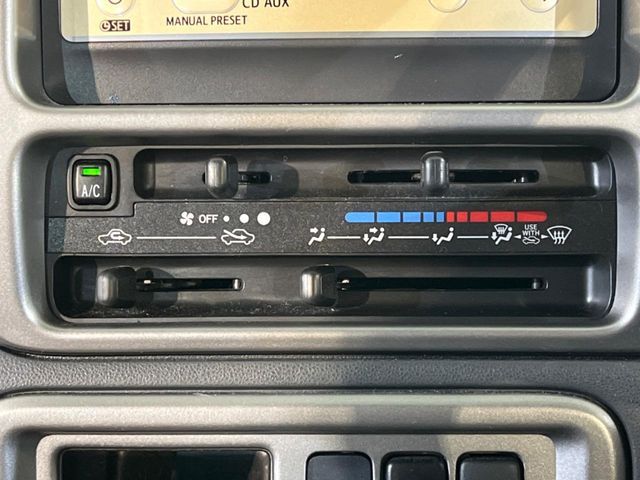 CD AUX
SET
MANUAL PRESET
A/C
OFF
USE
WITH